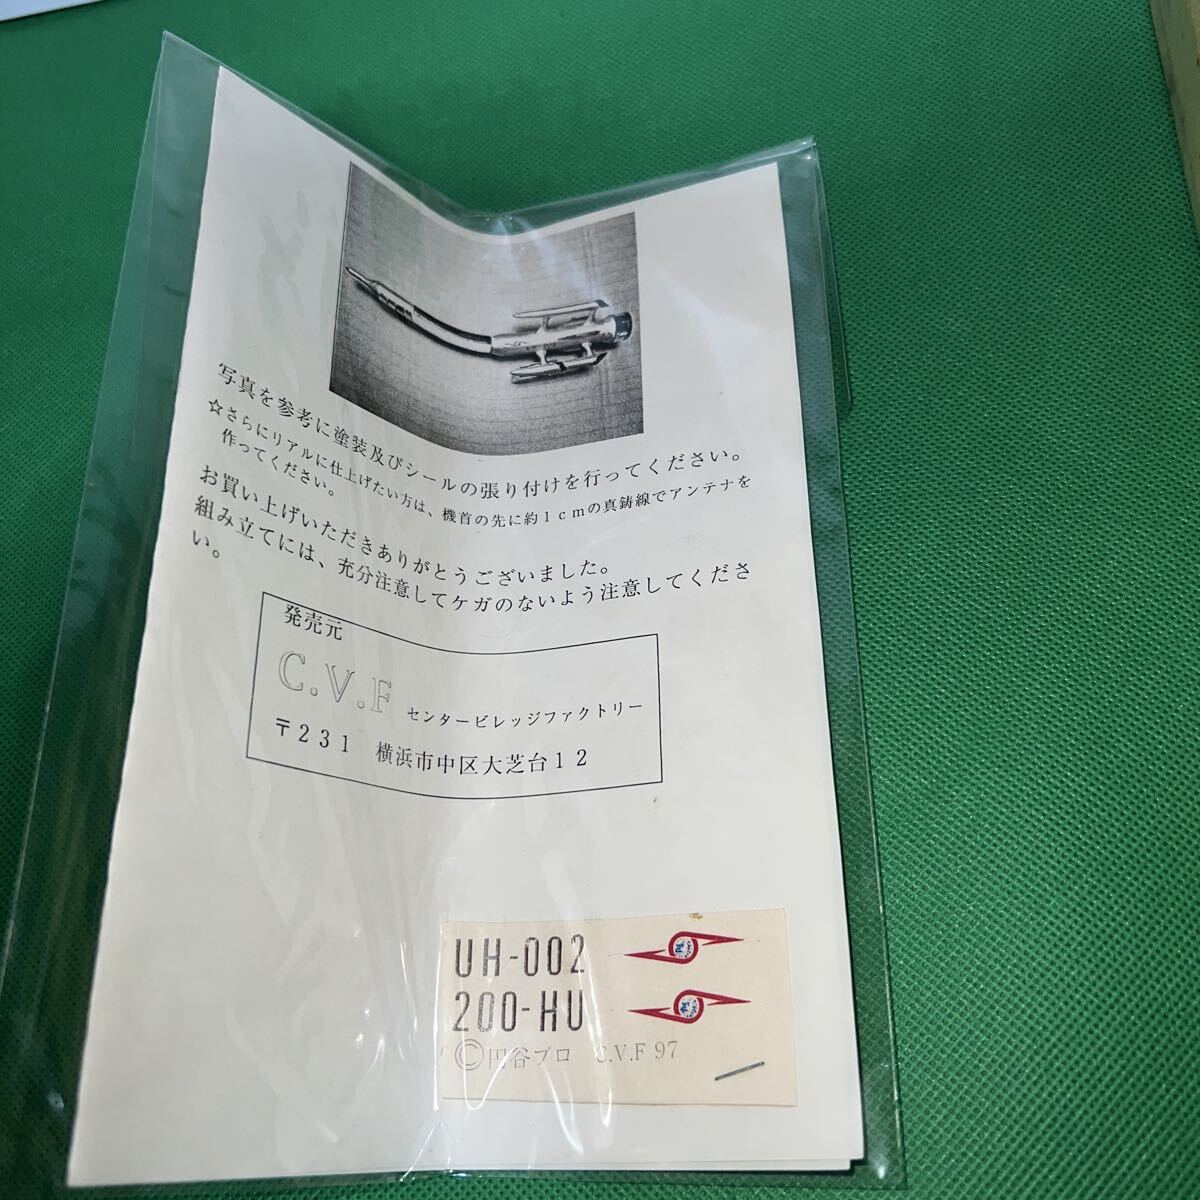 写真を参考に塗装及びシールの張り付けを行ってください。
☆さらにリアルに仕上げたい方は、機首の先に約１ｃｍの真鋳線でアンテナを
作ってください。
お買い上げいただきありがとうございました。
組み立てには、充分注意してケガのないよう注意してくださ
い。
発売元
C.V.F センタービレッジファクトリー
〒２３１ 横浜市中区大芝台１２
UH-002
200-HU
©円谷プロ C.V.F 97